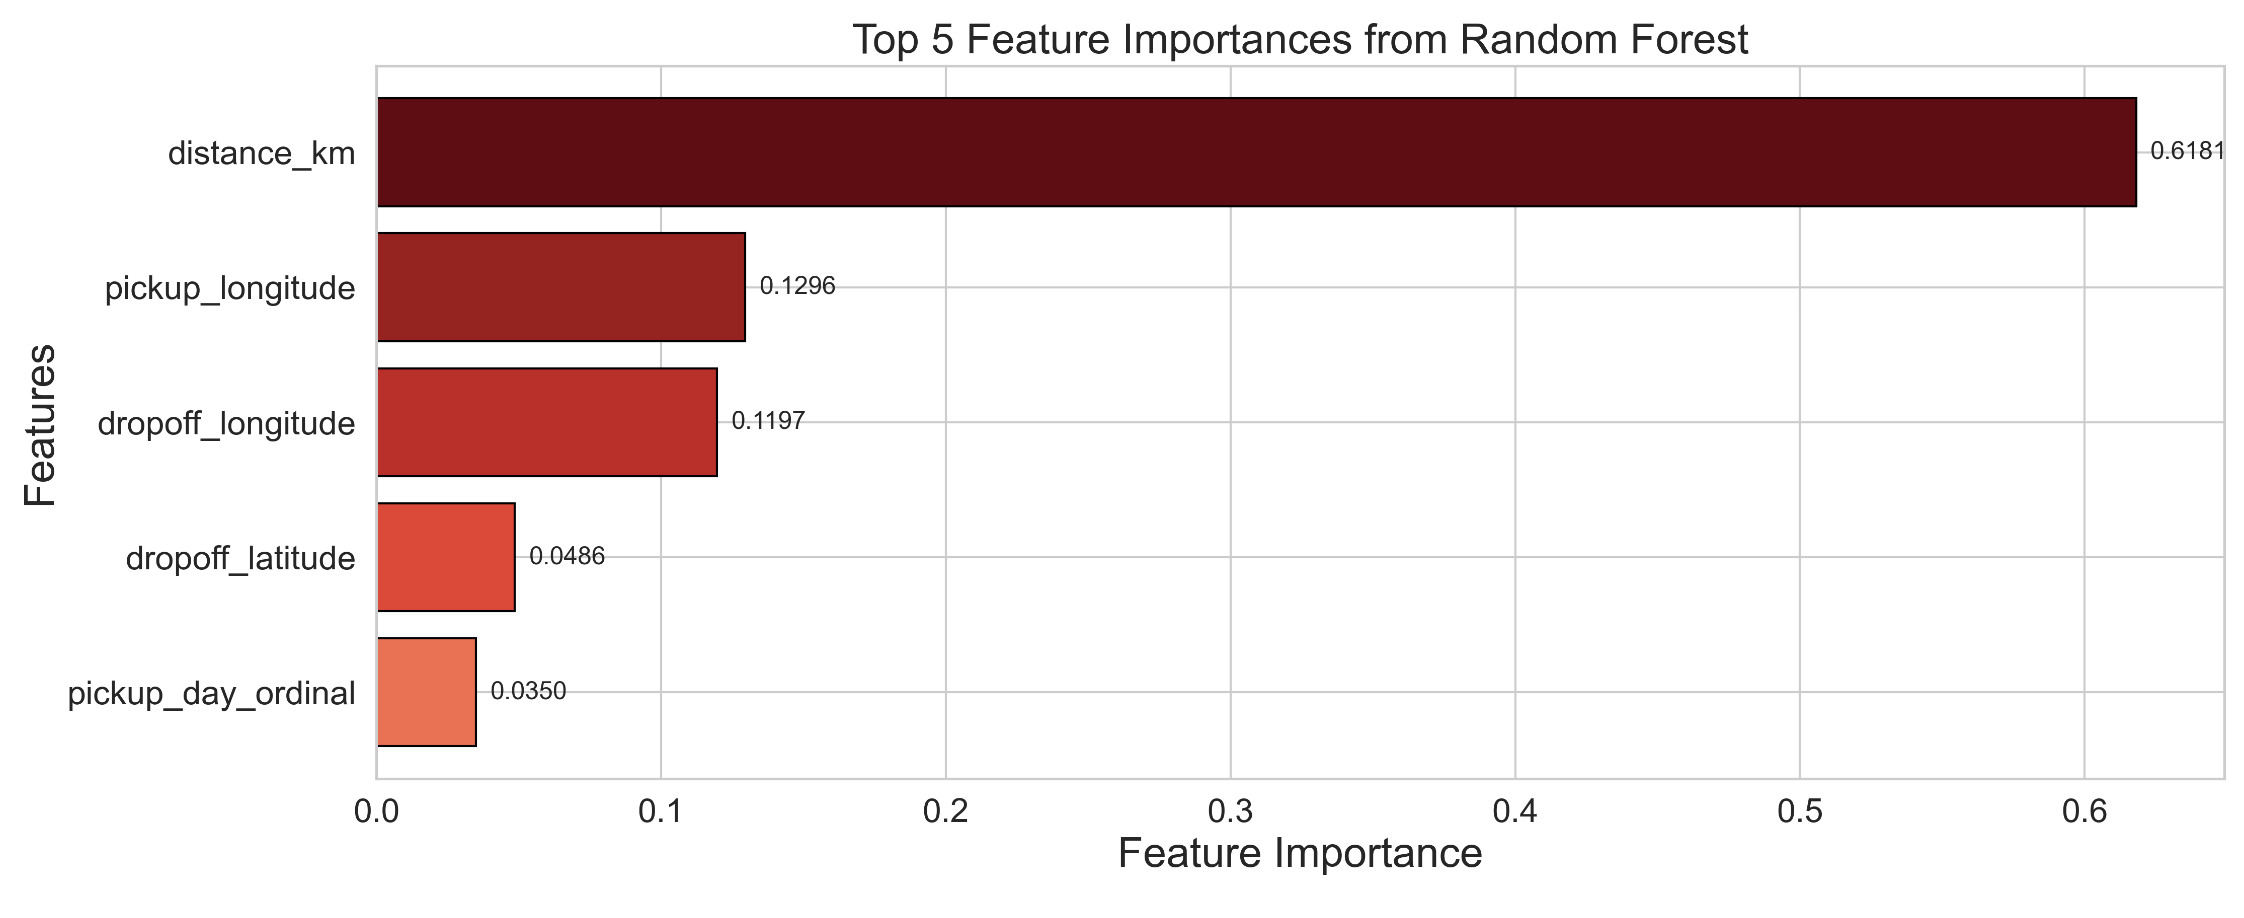 Top 5 Feature Importances from Random Forest
distance_km
0.6181
pickup_longitude
0.1296
dropoff_longitude
0.1197
dropoff_latitude
0.0486
pickup_day_ordinal
0.0350
Features
0.0 0.1 0.2 0.3 0.4 0.5 0.6
Feature Importance